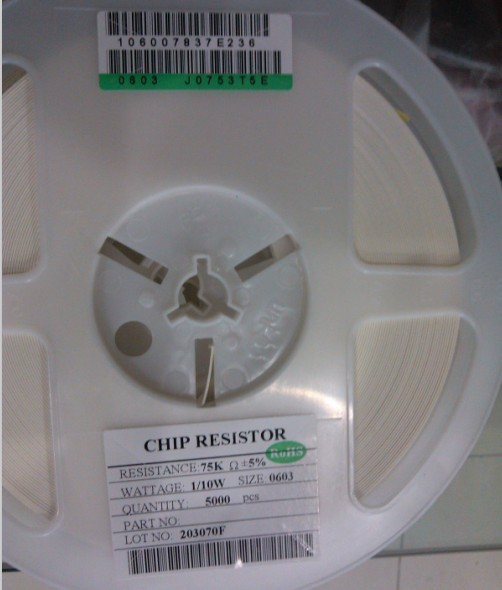 106007837E236
0603 J0753T5E
CHIP RESISTOR
RESISTANCE: 75K Ω ±5% RoHS
WATTAGE: 1/10W SIZE 0603
QUANTITY: 5000 pcs
PART NO:
LOT NO: 203070F